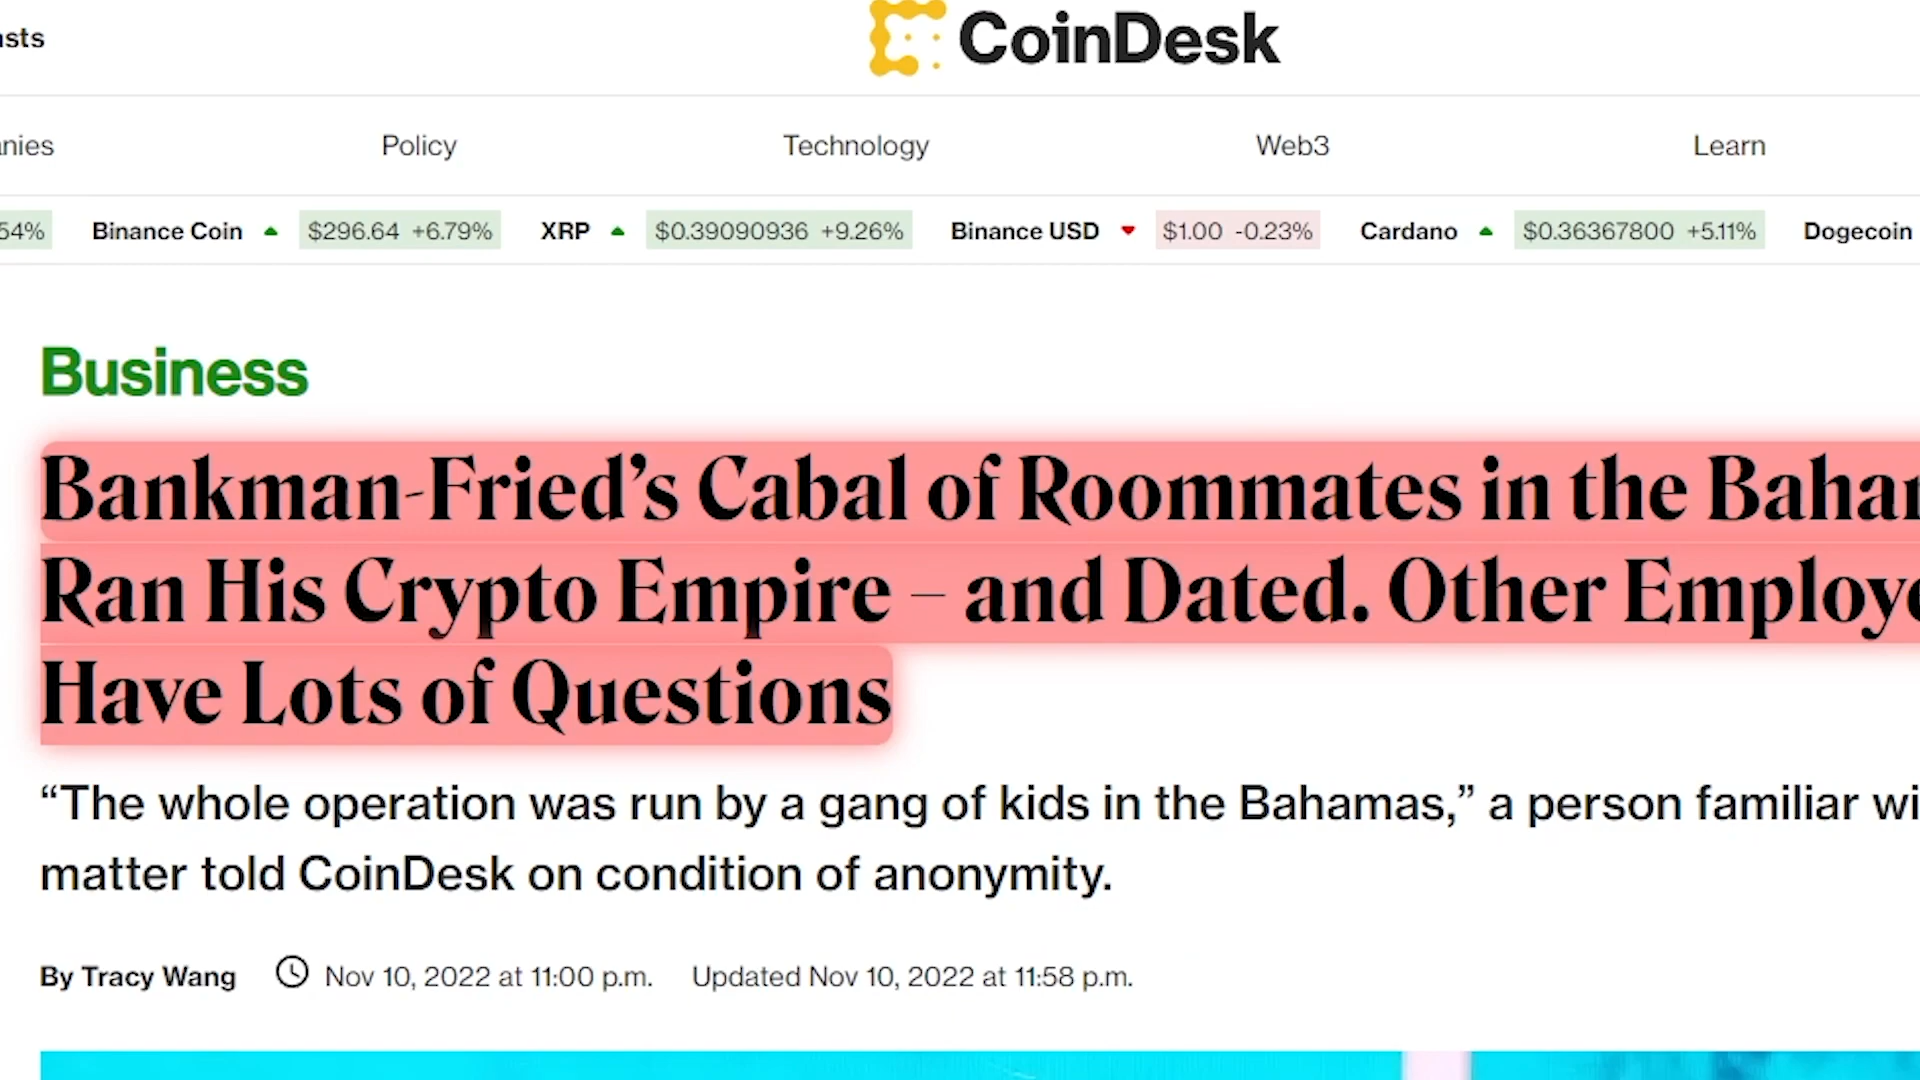 CoinDesk
Policy Technology Web3 Learn
54% Binance Coin $296.64 +6.79% XRP $0.39090936 +9.26% Binance USD $1.00 -0.23% Cardano $0.36367800 +5.11% Dogecoin
Business
Bankman-Fried’s Cabal of Roommates in the
Ran His Crypto Empire – and Dated. Other
Have Lots of Questions
“The whole operation was run by a gang of kids in the Bahamas,” a person familiar
matter told CoinDesk on condition of anonymity.
By Tracy Wang Nov 10, 2022 at 11:00 p.m. Updated Nov 10, 2022 at 11:58 p.m.